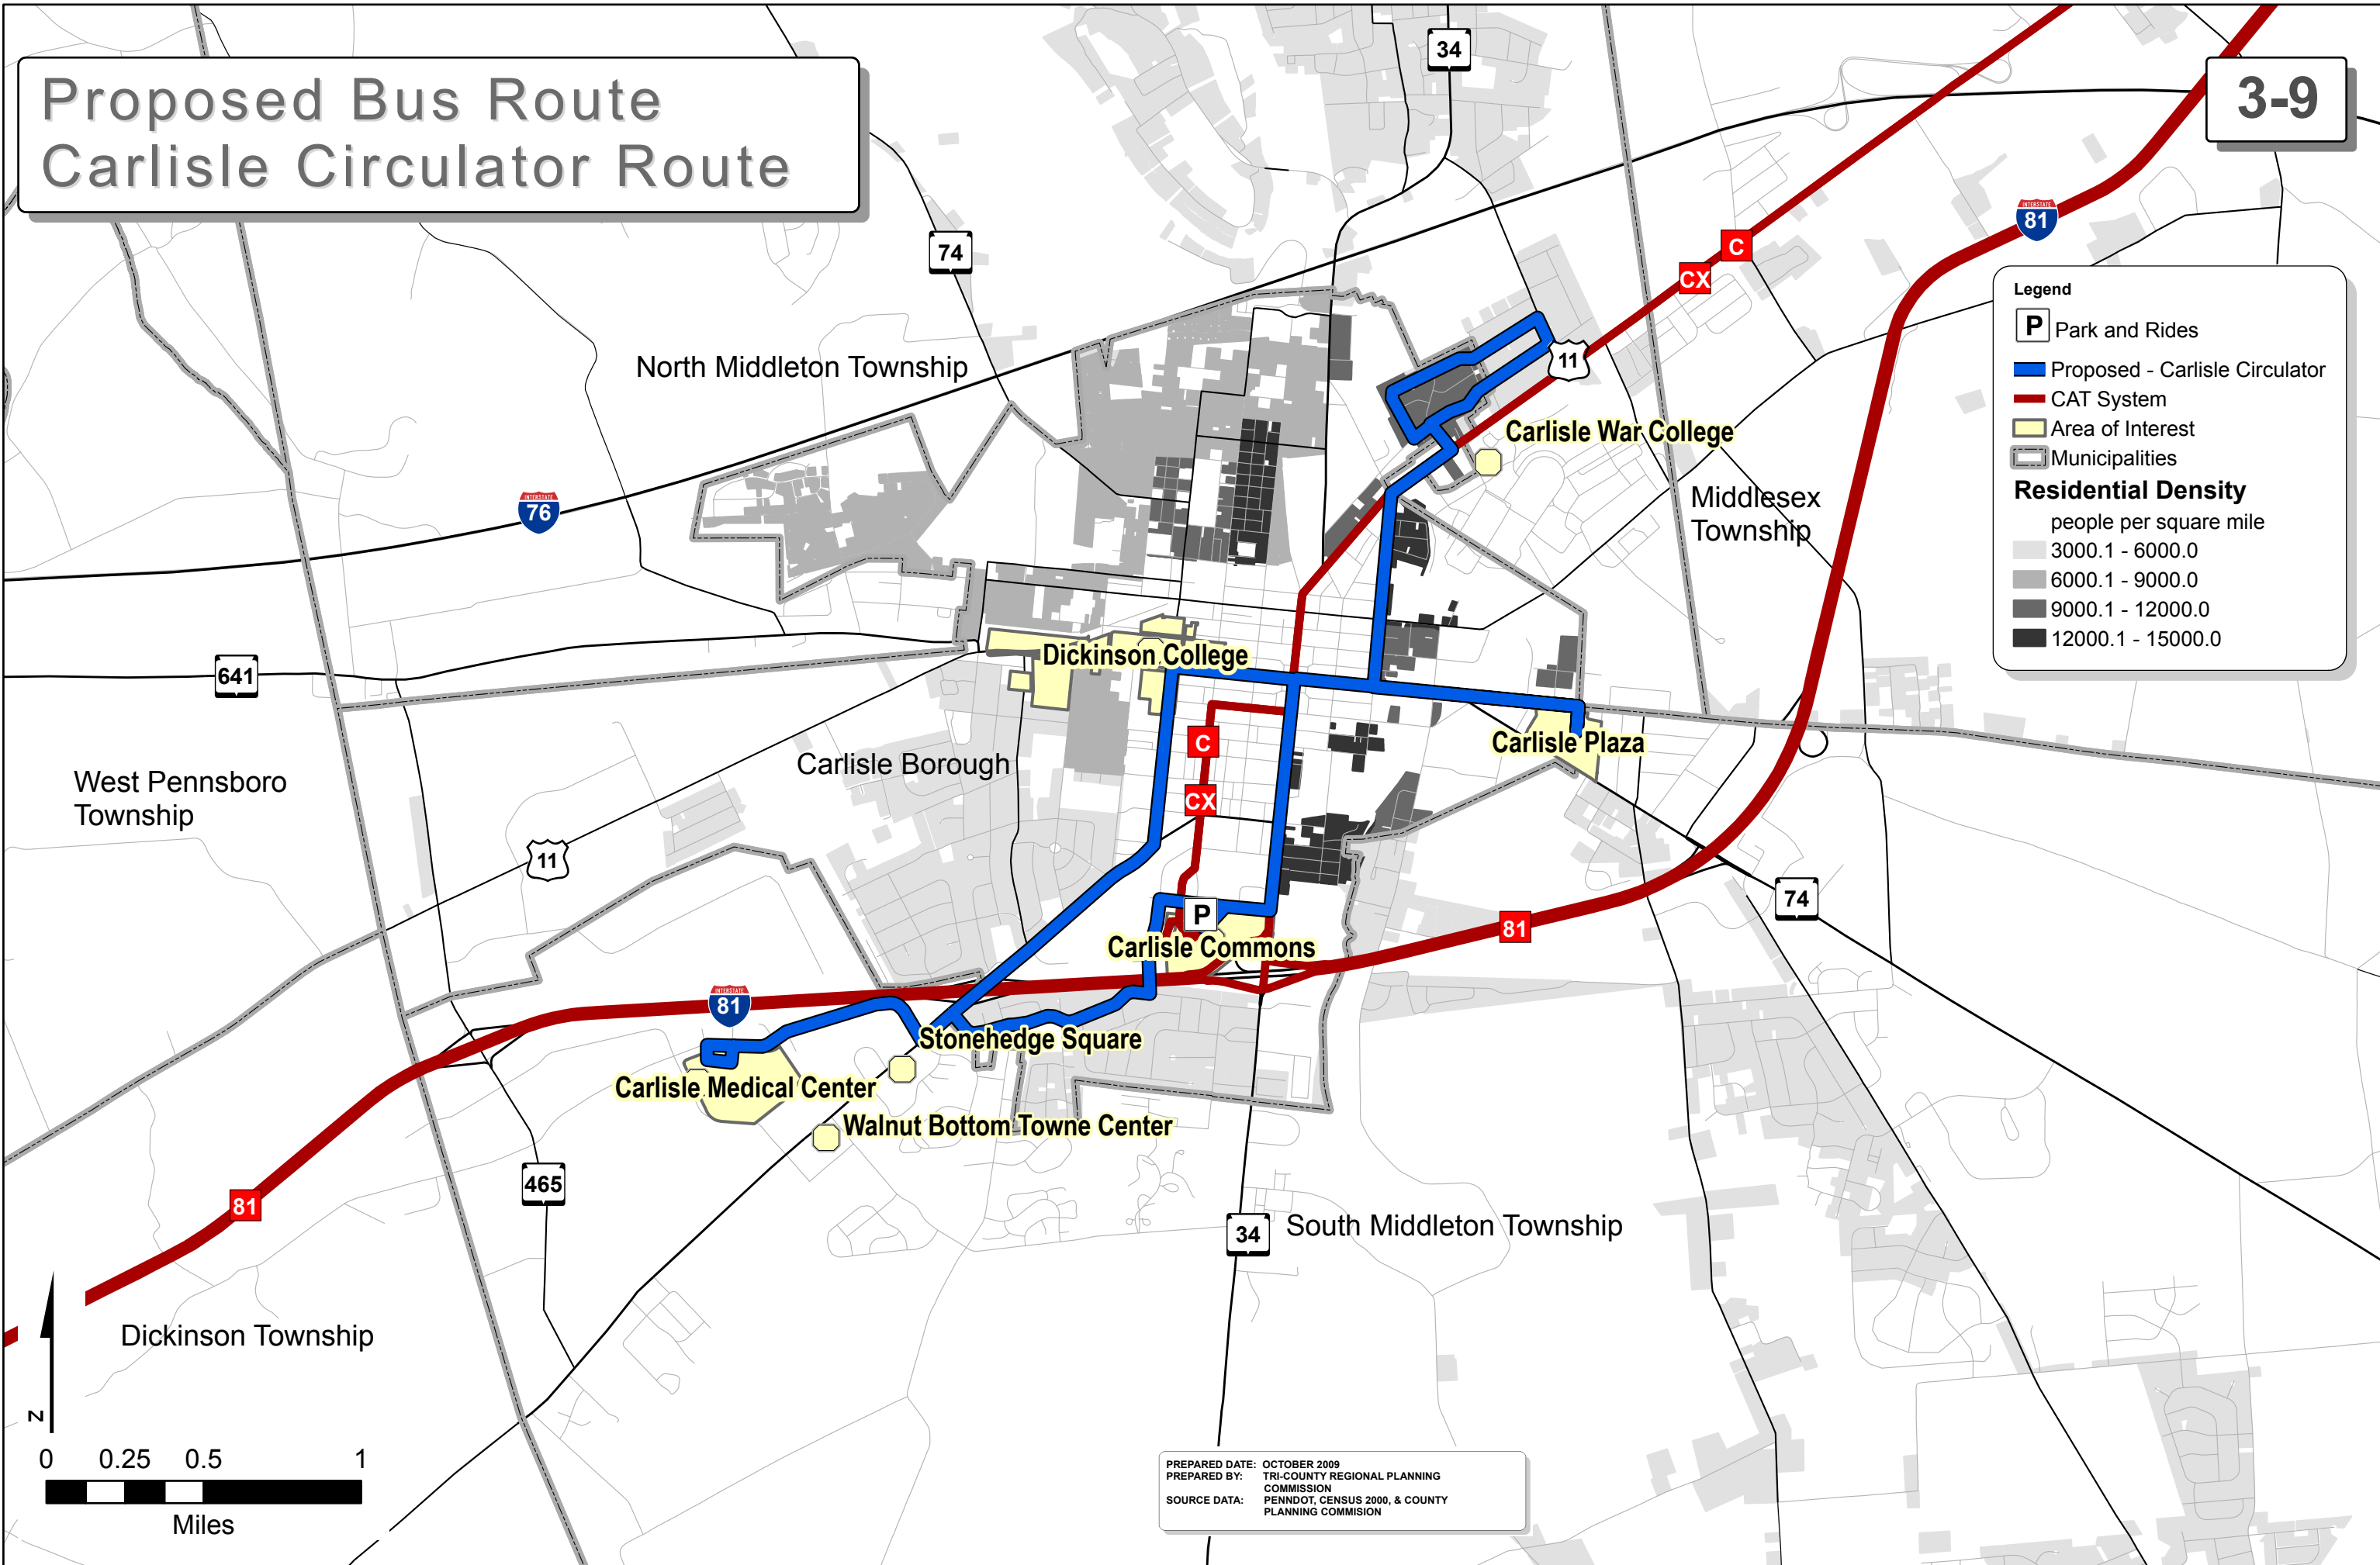 Proposed Bus Route
Carlisle Circulator Route
3-9
34
74
C
CX
INTERSTATE
81
Legend
P Park and Rides
Proposed - Carlisle Circulator
CAT System
Area of Interest
Municipalities
Residential Density
people per square mile
3000.1 - 6000.0
6000.1 - 9000.0
9000.1 - 12000.0
12000.1 - 15000.0
North Middleton Township
11
Carlisle War College
INTERSTATE
76
Middlesex
Township
641
Dickinson College
C
Carlisle Plaza
Carlisle Borough
West Pennsboro
Township
CX
11
74
P
81
Carlisle Commons
INTERSTATE
81
Stonehedge Square
Carlisle Medical Center
Walnut Bottom Towne Center
465
81
34
South Middleton Township
Dickinson Township
N
0 0.25 0.5 1
Miles
PREPARED DATE: OCTOBER 2009
PREPARED BY: TRI-COUNTY REGIONAL PLANNING
COMMISSION
SOURCE DATA: PENNDOT, CENSUS 2000, & COUNTY
PLANNING COMMISION